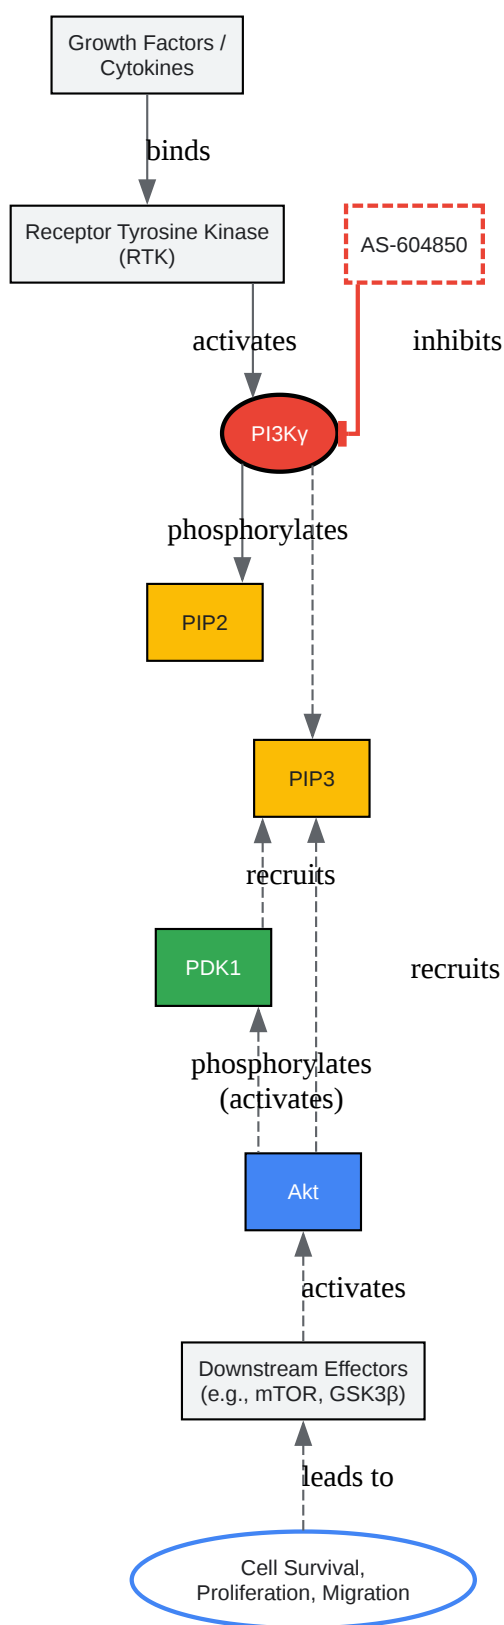 Growth Factors /
Cytokines
binds
Receptor Tyrosine Kinase
(RTK)
AS-604850
activates
inhibits
PI3Kγ
phosphorylates
PIP2
PIP3
recruits
PDK1
recruits
phosphorylates
(activates)
Akt
activates
Downstream Effectors
(e.g., mTOR, GSK3β)
leads to
Cell Survival,
Proliferation, Migration